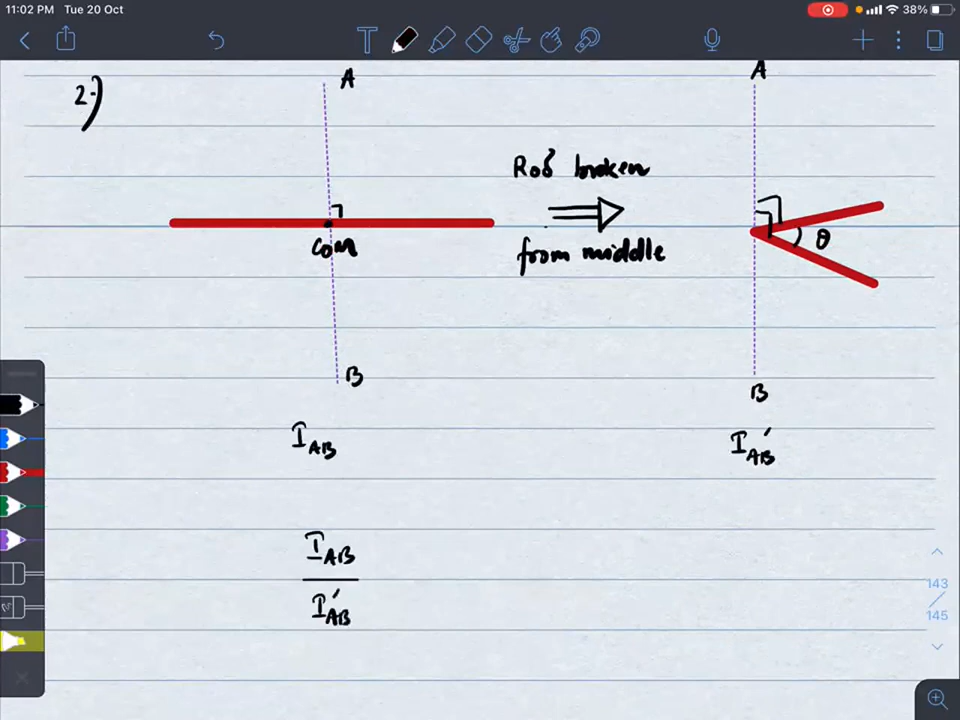 11:02 PM Tue 20 Oct
38%
2.)
A
A
Rod broken
from middle
COM
θ
B
B
I_AB
I'_AB
I_AB
I'_AB
143
/
145